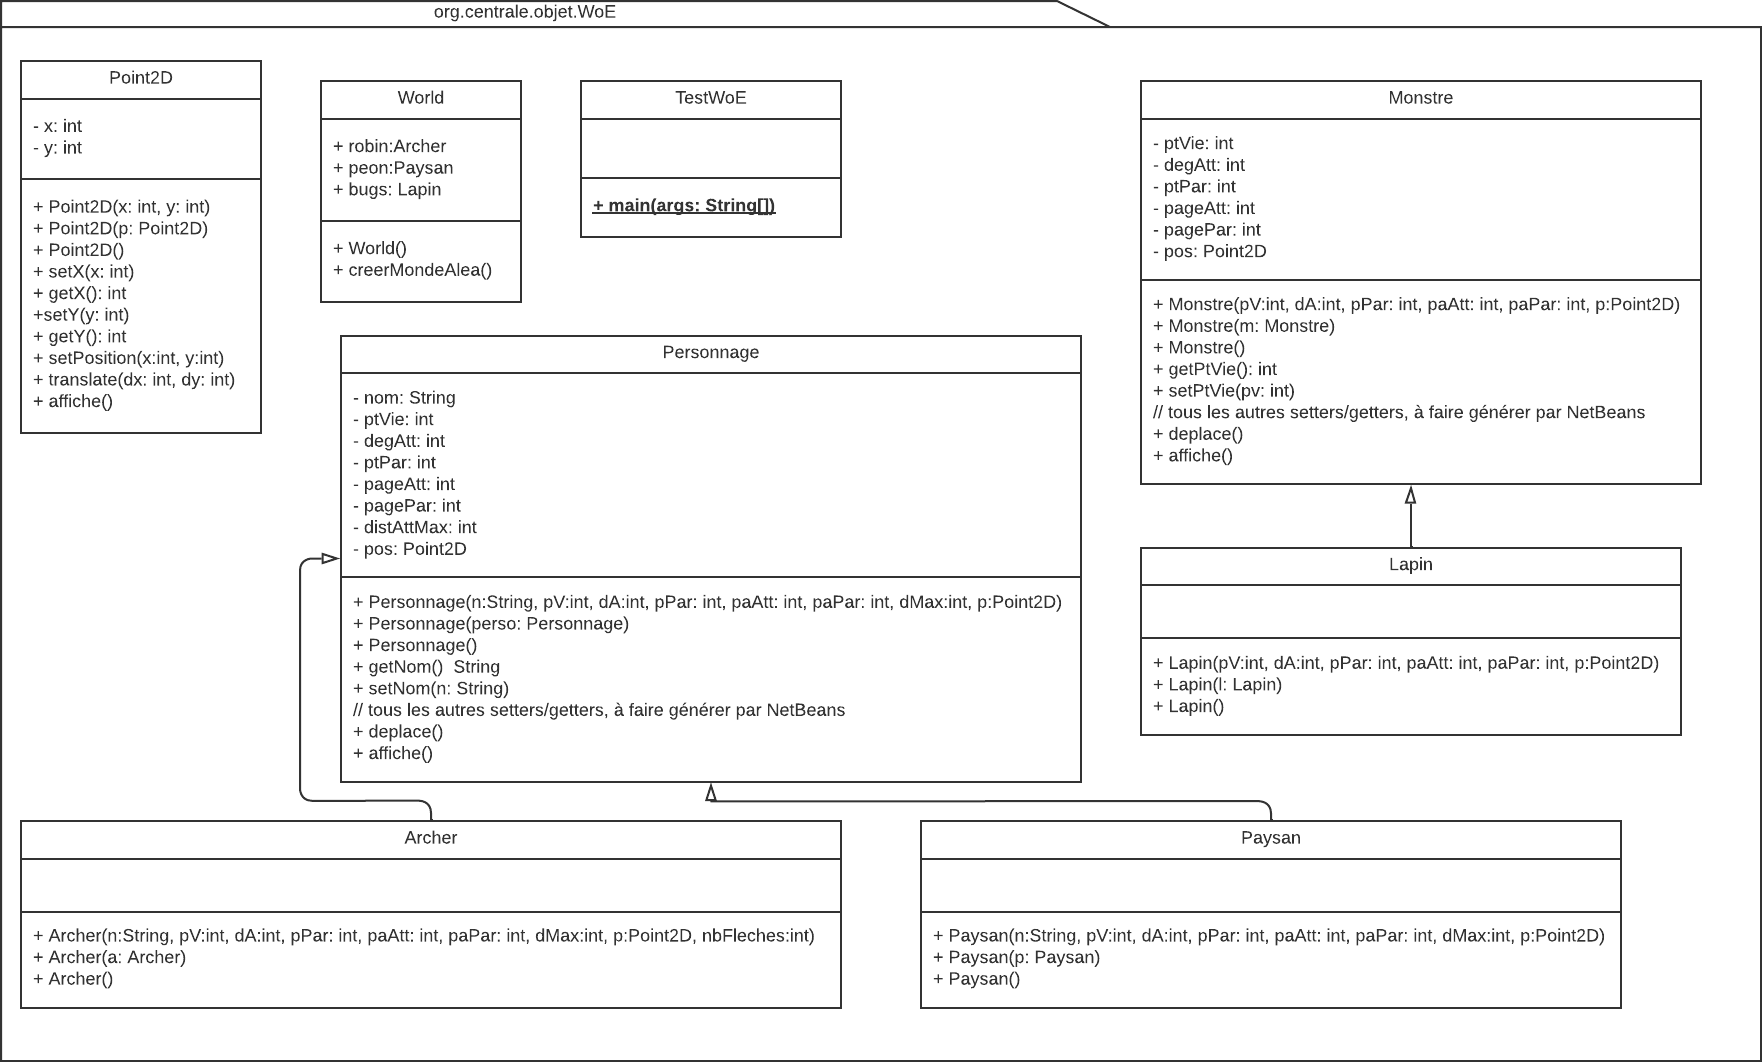 org.centrale.objet.WoE
Point2D
- x: int
- y: int
+ Point2D(x: int, y: int)
+ Point2D(p: Point2D)
+ Point2D()
+ setX(x: int)
+ getX(): int
+setY(y: int)
+ getY(): int
+ setPosition(x:int, y:int)
+ translate(dx: int, dy: int)
+ affiche()
World
+ robin:Archer
+ peon:Paysan
+ bugs: Lapin
+ World()
+ creerMondeAlea()
TestWoE
+ main(args: String[])
Monstre
- ptVie: int
- degAtt: int
- ptPar: int
- pageAtt: int
- pagePar: int
- pos: Point2D
+ Monstre(pV:int, dA:int, pPar: int, paAtt: int, paPar: int, p:Point2D)
+ Monstre(m: Monstre)
+ Monstre()
+ getPtVie(): int
+ setPtVie(pv: int)
// tous les autres setters/getters, à faire générer par NetBeans
+ deplace()
+ affiche()
Personnage
- nom: String
- ptVie: int
- degAtt: int
- ptPar: int
- pageAtt: int
- pagePar: int
- distAttMax: int
- pos: Point2D
+ Personnage(n:String, pV:int, dA:int, pPar: int, paAtt: int, paPar: int, dMax:int, p:Point2D)
+ Personnage(perso: Personnage)
+ Personnage()
+ getNom()  String
+ setNom(n: String)
// tous les autres setters/getters, à faire générer par NetBeans
+ deplace()
+ affiche()
Lapin
+ Lapin(pV:int, dA:int, pPar: int, paAtt: int, paPar: int, p:Point2D)
+ Lapin(l: Lapin)
+ Lapin()
Archer
+ Archer(n:String, pV:int, dA:int, pPar: int, paAtt: int, paPar: int, dMax:int, p:Point2D, nbFleches:int)
+ Archer(a: Archer)
+ Archer()
Paysan
+ Paysan(n:String, pV:int, dA:int, pPar: int, paAtt: int, paPar: int, dMax:int, p:Point2D)
+ Paysan(p: Paysan)
+ Paysan()